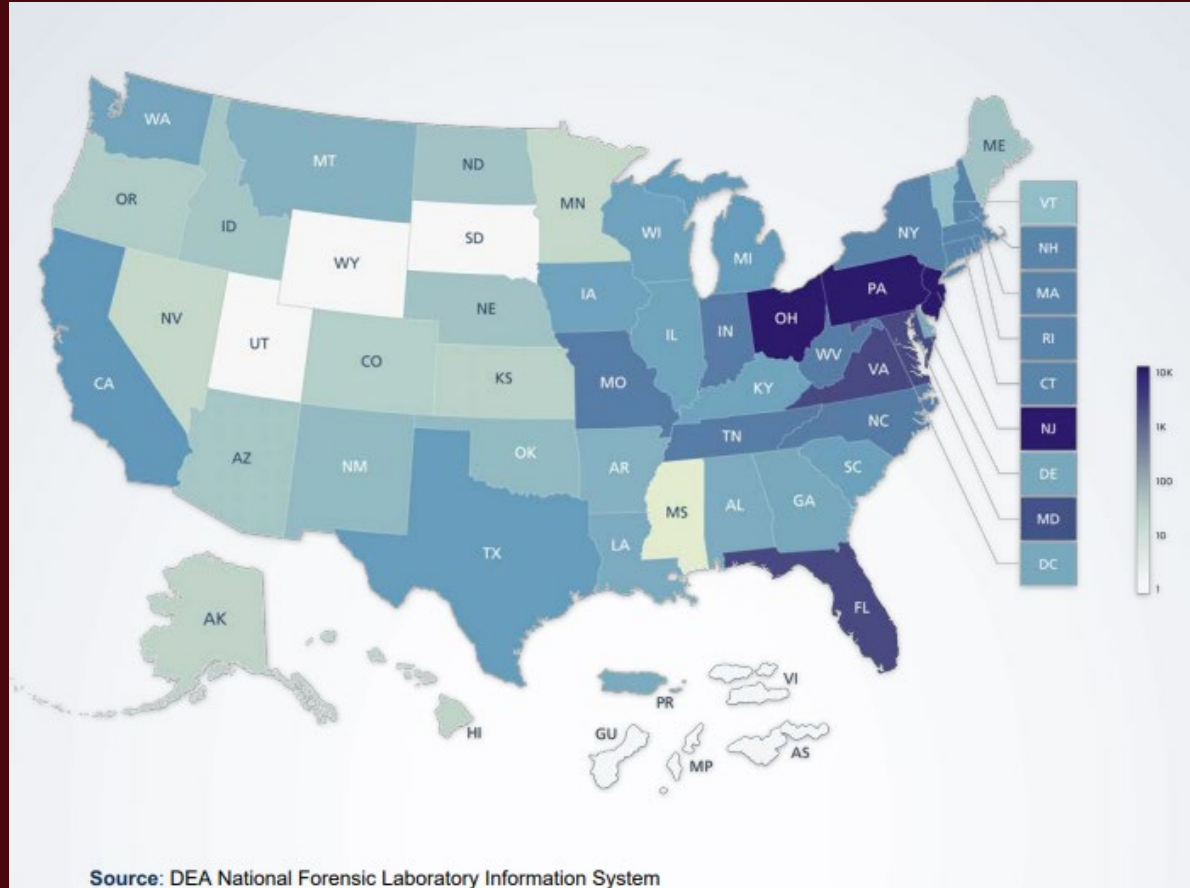 WA
MT
ND
MN
ME
OR
ID
SD
WI
NY
VT
WY
MI
NH
NV
NE
IA
PA
MA
UT
CO
IL
IN
OH
WV
RI
CA
KS
MO
KY
VA
CT
AZ
NM
OK
AR
TN
NC
NJ
MS
AL
GA
SC
DE
TX
LA
MD
FL
DC
AK
HI
PR
VI
GU
MP
AS
10K
1K
100
10
1
Source: DEA National Forensic Laboratory Information System